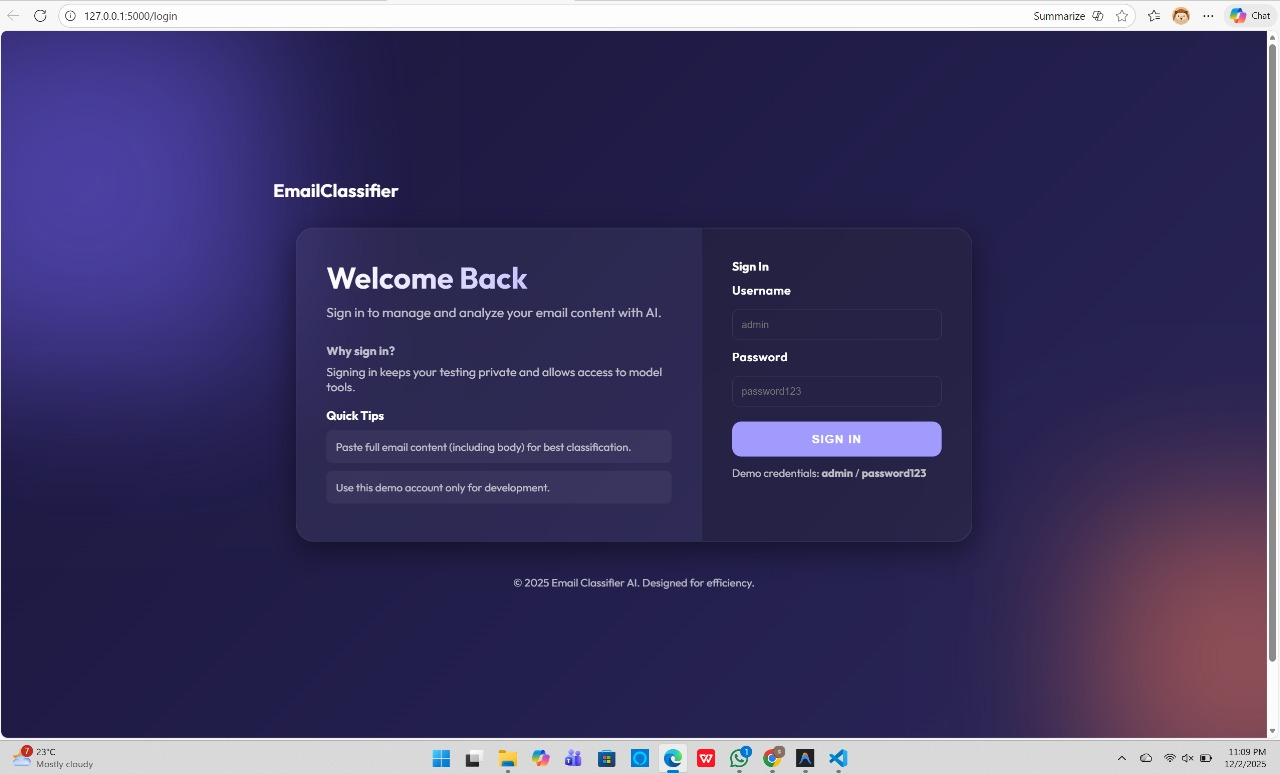 127.0.0.1:5000/login
Summarize
Chat
EmailClassifier
Welcome Back
Sign in to manage and analyze your email content with AI.
Why sign in?
Signing in keeps your testing private and allows access to model
tools.
Quick Tips
Paste full email content (including body) for best classification.
Use this demo account only for development.
Sign In
Username
admin
Password
password123
SIGN IN
Demo credentials: admin / password123
© 2025 Email Classifier AI. Designed for efficiency.
7
23°C
Mostly cloudy
1
11:09 PM
12/2/2025